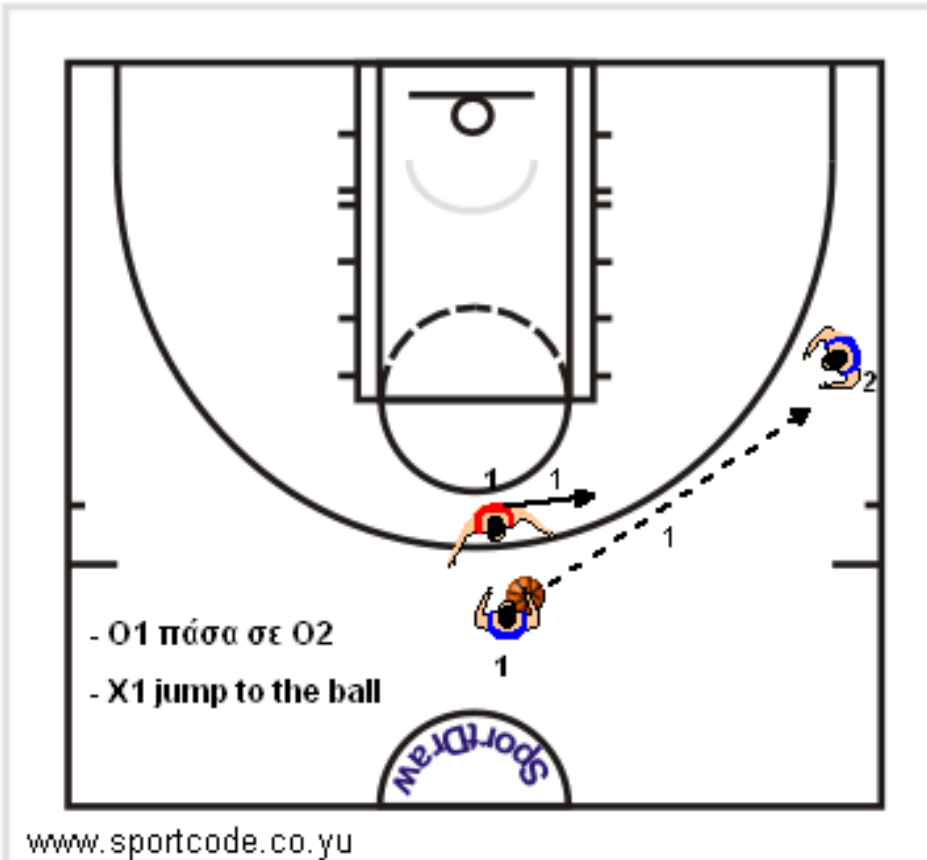 2
1
1
1
- O1 πάσα σε O2
1
- X1 jump to the ball
SportDraw
www.sportcode.co.yu